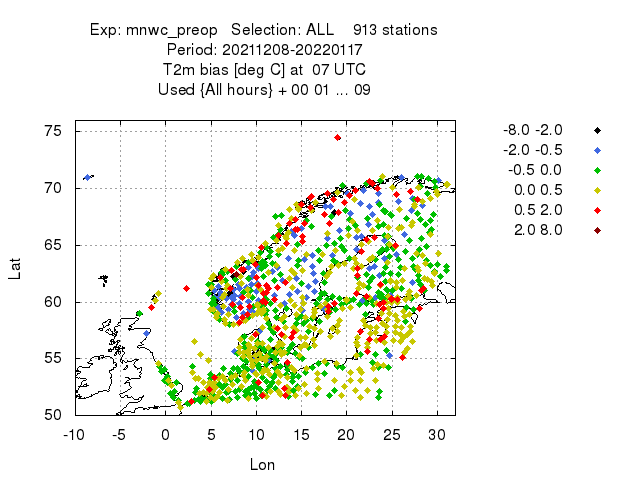 Exp: mnwc_preop   Selection: ALL    913 stations
Period: 20211208-20220117
T2m bias [deg C] at  07 UTC
Used {All hours} + 00 01 ... 09
-8.0 -2.0
-2.0 -0.5
-0.5 0.0
0.0 0.5
0.5 2.0
2.0 8.0
75
70
65
60
55
50
Lat
-10 -5 0 5 10 15 20 25 30
Lon